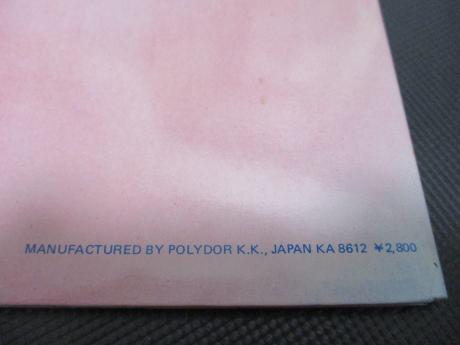 MANUFACTURED BY POLYDOR K.K., JAPAN KA 8612 ¥2,800